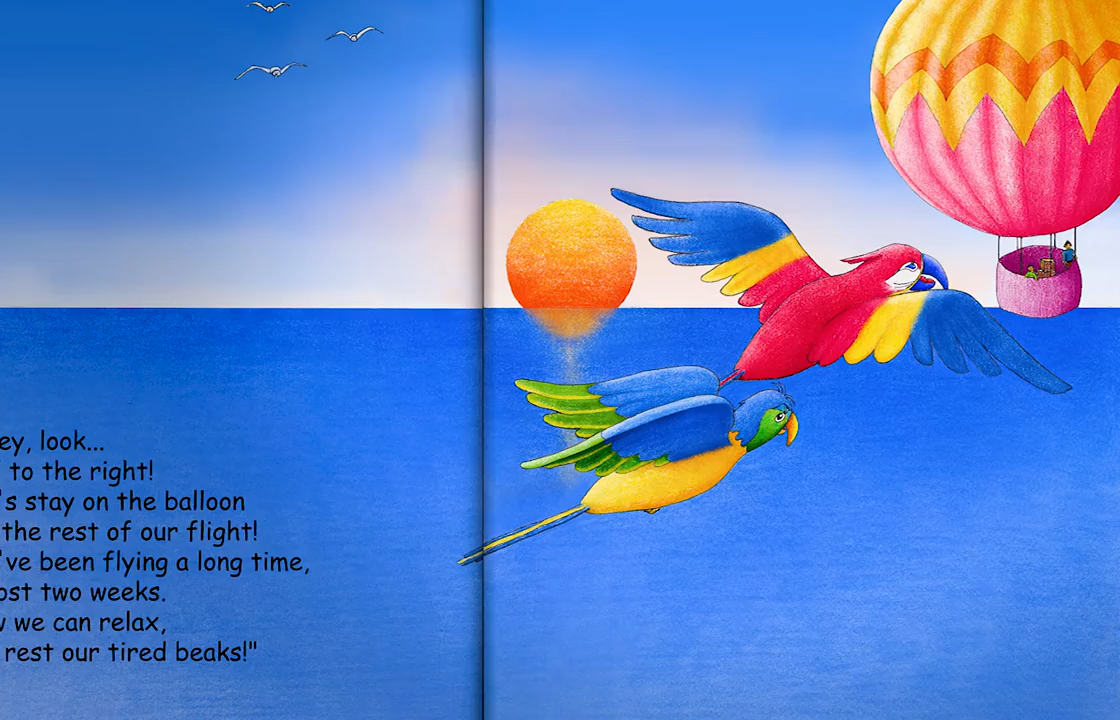 ey, look...
to the right!
's stay on the balloon
the rest of our flight!
've been flying a long time,
ost two weeks.
w we can relax,
rest our tired beaks!"